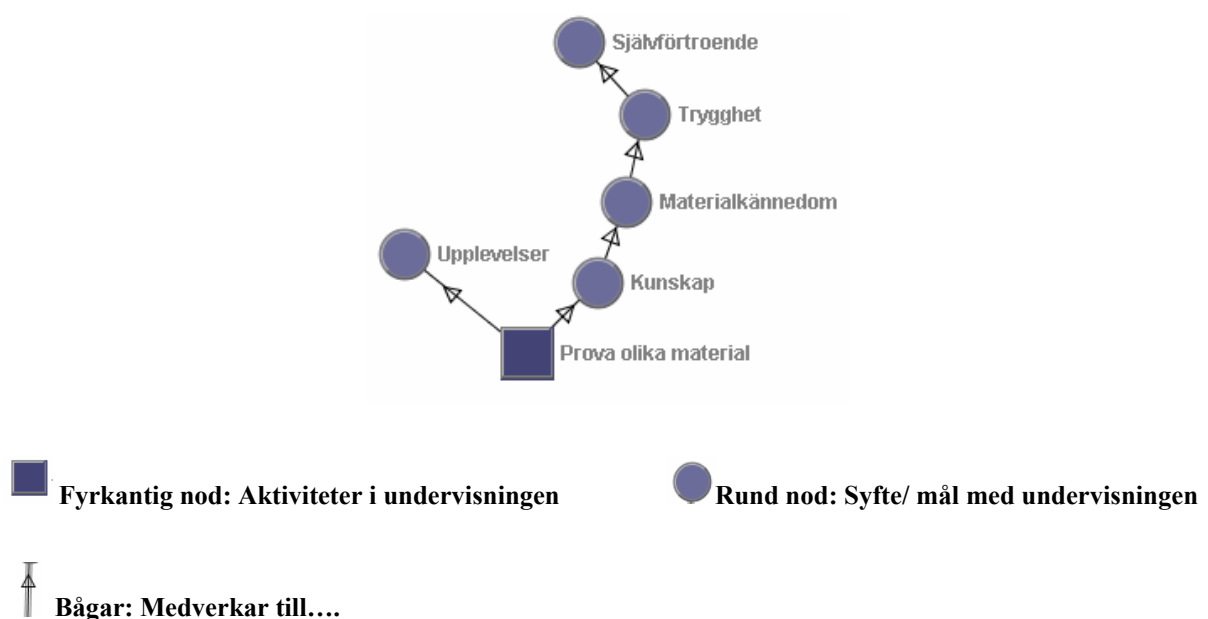 Självförtroende
Trygghet
Materialkännedom
Upplevelser
Kunskap
Prova olika material
Fyrkantig nod: Aktiviteter i undervisningen
Rund nod: Syfte/ mål med undervisningen
Bågar: Medverkar till….